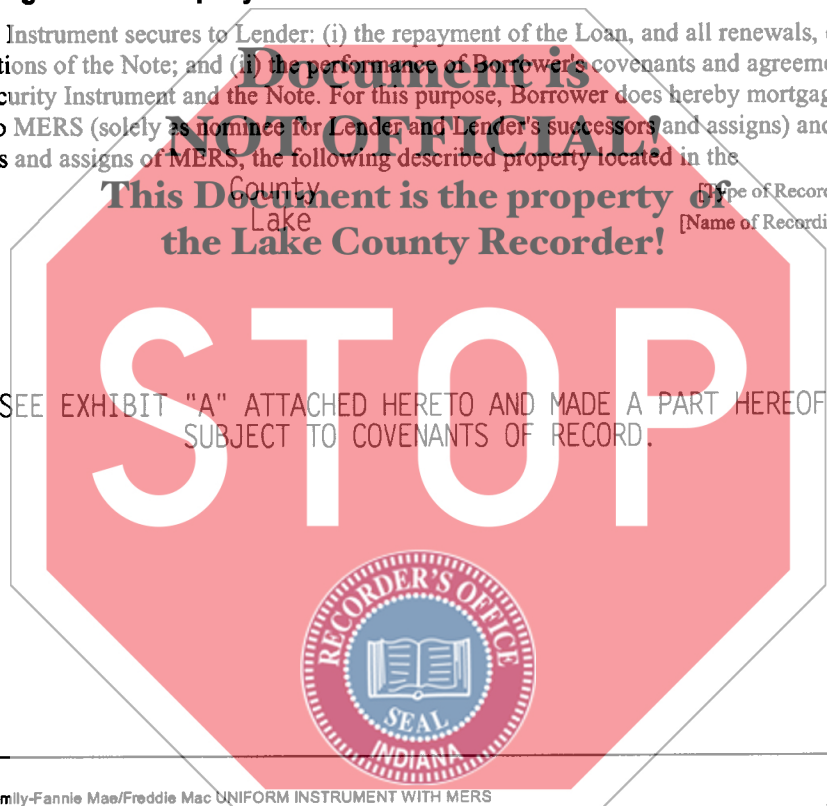 Instrument secures to Lender: (i) the repayment of the Loan, and all renewals,
Document is
tions of the Note; and (ii) the performance of Borrower's covenants and agreeme
curity Instrument and the Note. For this purpose, Borrower does hereby mortgag
NOT OFFICIAL!
o MERS (solely as nominee for Lender and Lender's successors and assigns) and
s and assigns of MERS, the following described property located in the
This Document is the property of
County [Type of Record
Lake [Name of Recordi
the Lake County Recorder!
STOP
SEE EXHIBIT "A" ATTACHED HERETO AND MADE A PART HEREOF
SUBJECT TO COVENANTS OF RECORD.
RECORDER'S OFFICE
SEAL
INDIANA
mily-Fannie Mae/Freddie Mac UNIFORM INSTRUMENT WITH MERS